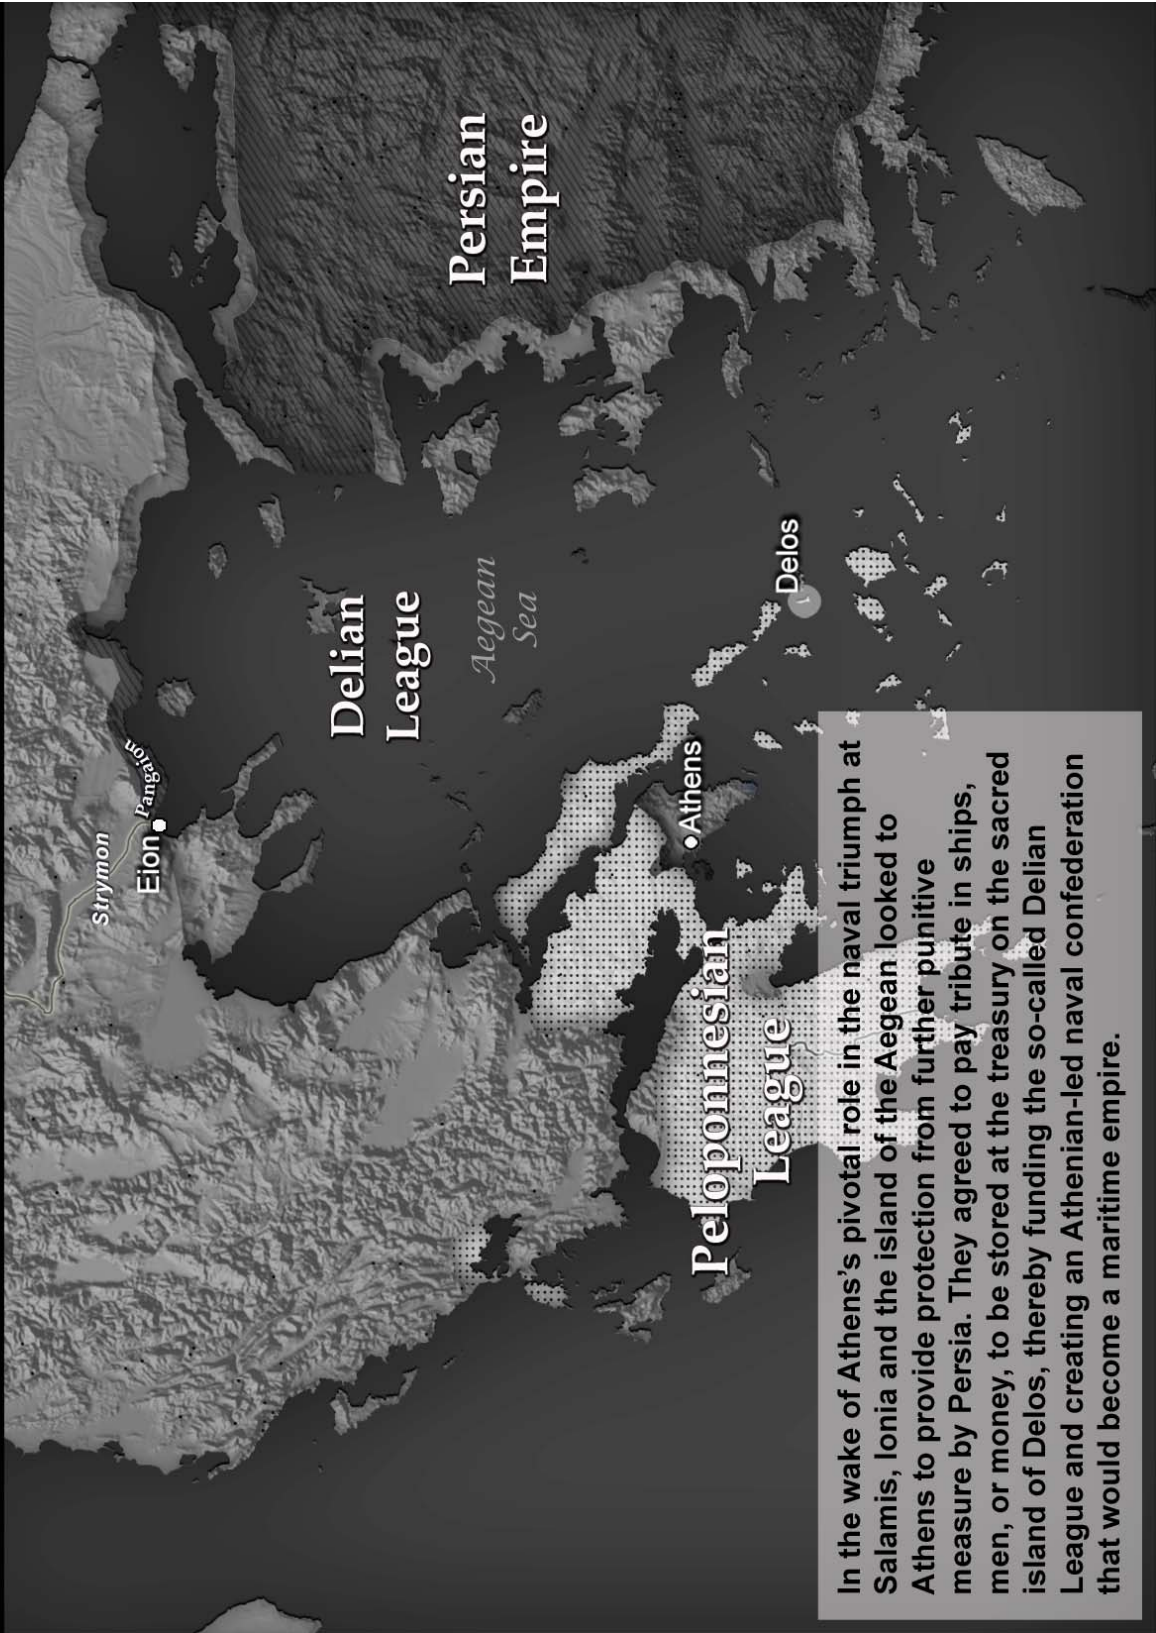 Strymon
Pangaion
Eion
Persian
Empire
Delian
League
Aegean
Sea
Delos
1
Athens
Peloponnesian
League
In the wake of Athens's pivotal role in the naval triumph at
Salamis, Ionia and the island of the Aegean looked to
Athens to provide protection from further punitive
measure by Persia. They agreed to pay tribute in ships,
men, or money, to be stored at the treasury on the sacred
island of Delos, thereby funding the so-called Delian
League and creating an Athenian-led naval confederation
that would become a maritime empire.